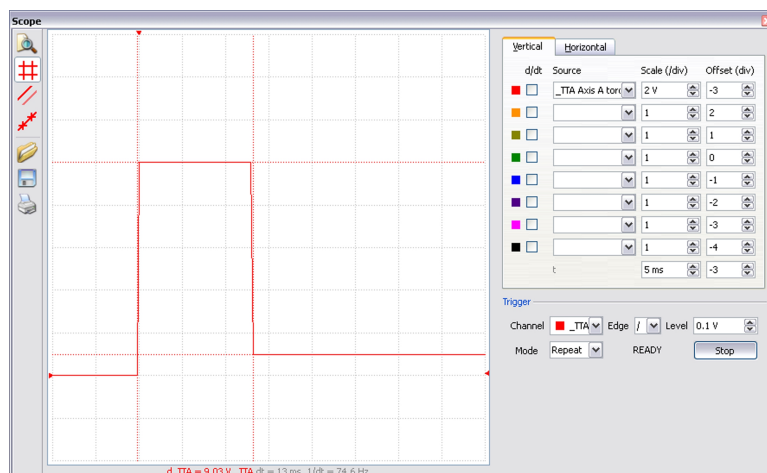 Scope
Vertical
Horizontal
d/dt Source Scale (/div) Offset (div)
_TTA Axis A tor 2 V -3
1 2
1 1
1 0
1 -1
1 -2
1 -3
1 -4
t 5 ms -3
Trigger
Channel _TTA Edge / Level 0.1 V
Mode Repeat READY Stop
d_TTA = 9.03 V _TTA dt = 13 ms 1/dt = 74.6 Hz